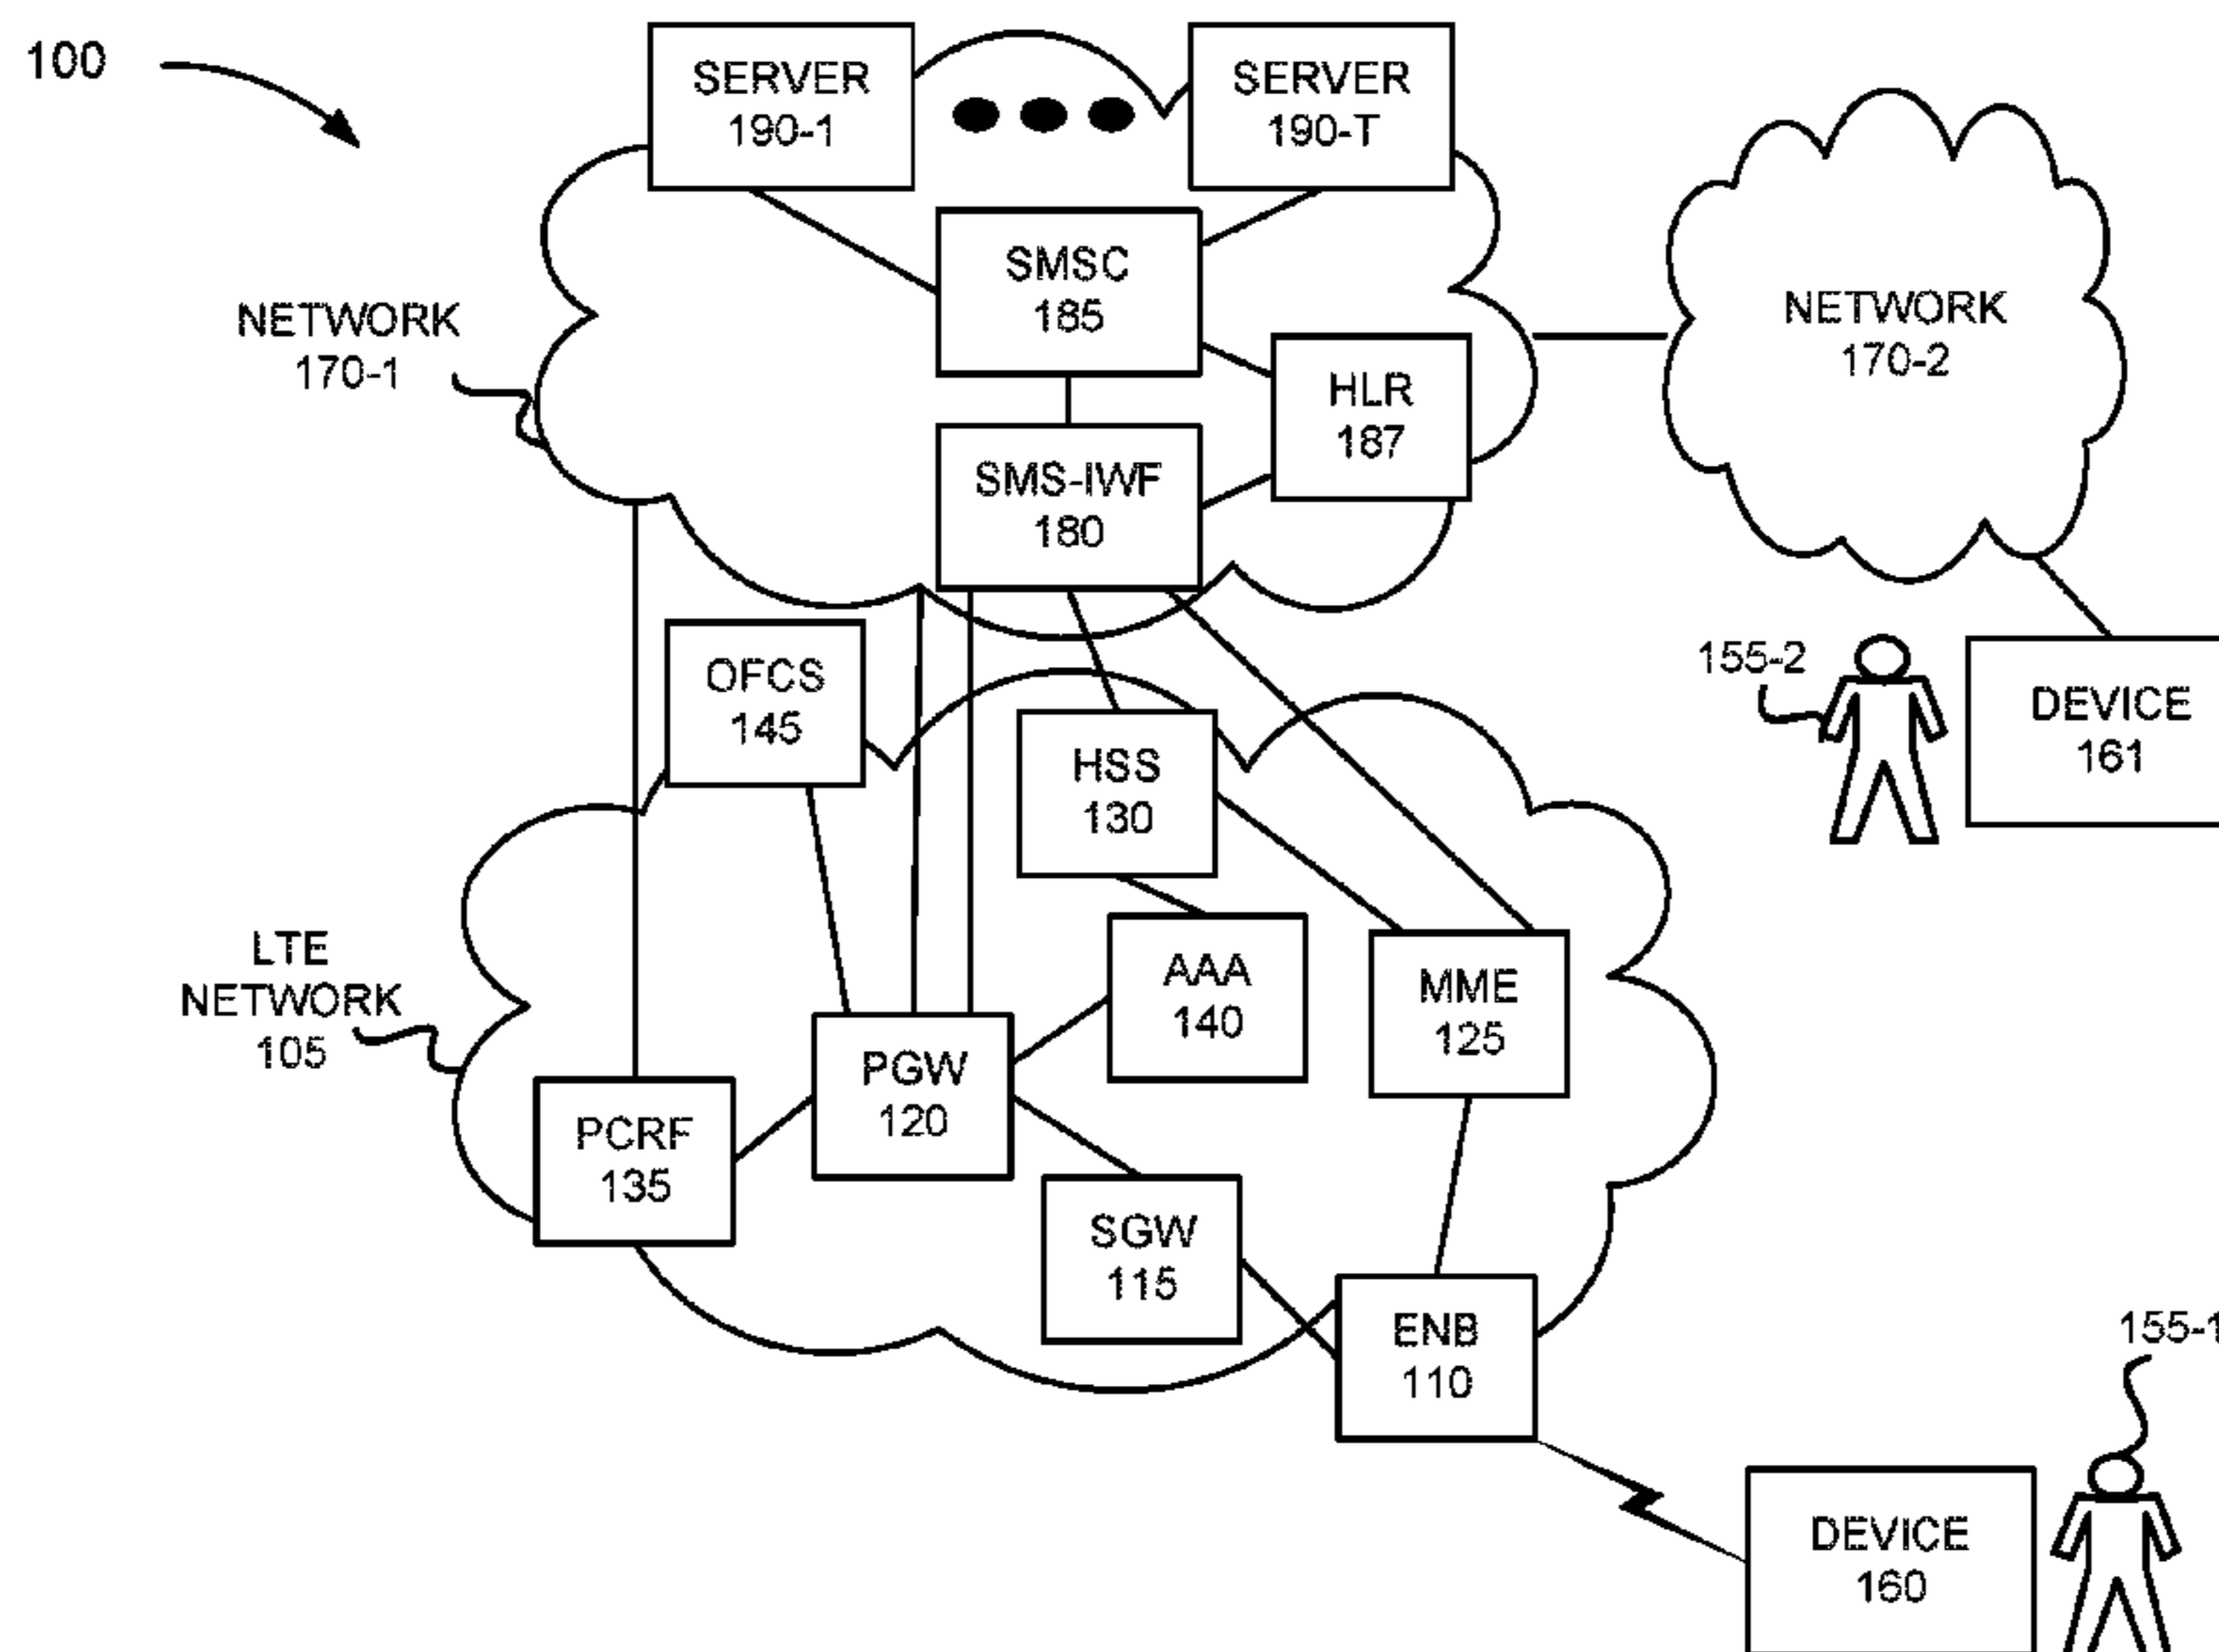 100
SERVER
190-1
SERVER
190-T
SMSC
185
NETWORK
170-1
HLR
187
NETWORK
170-2
SMS-IWF
180
OFCS
145
155-2
DEVICE
161
HSS
130
LTE
NETWORK
105
AAA
140
MME
125
PGW
120
PCRF
135
SGW
115
ENB
110
155-1
DEVICE
160